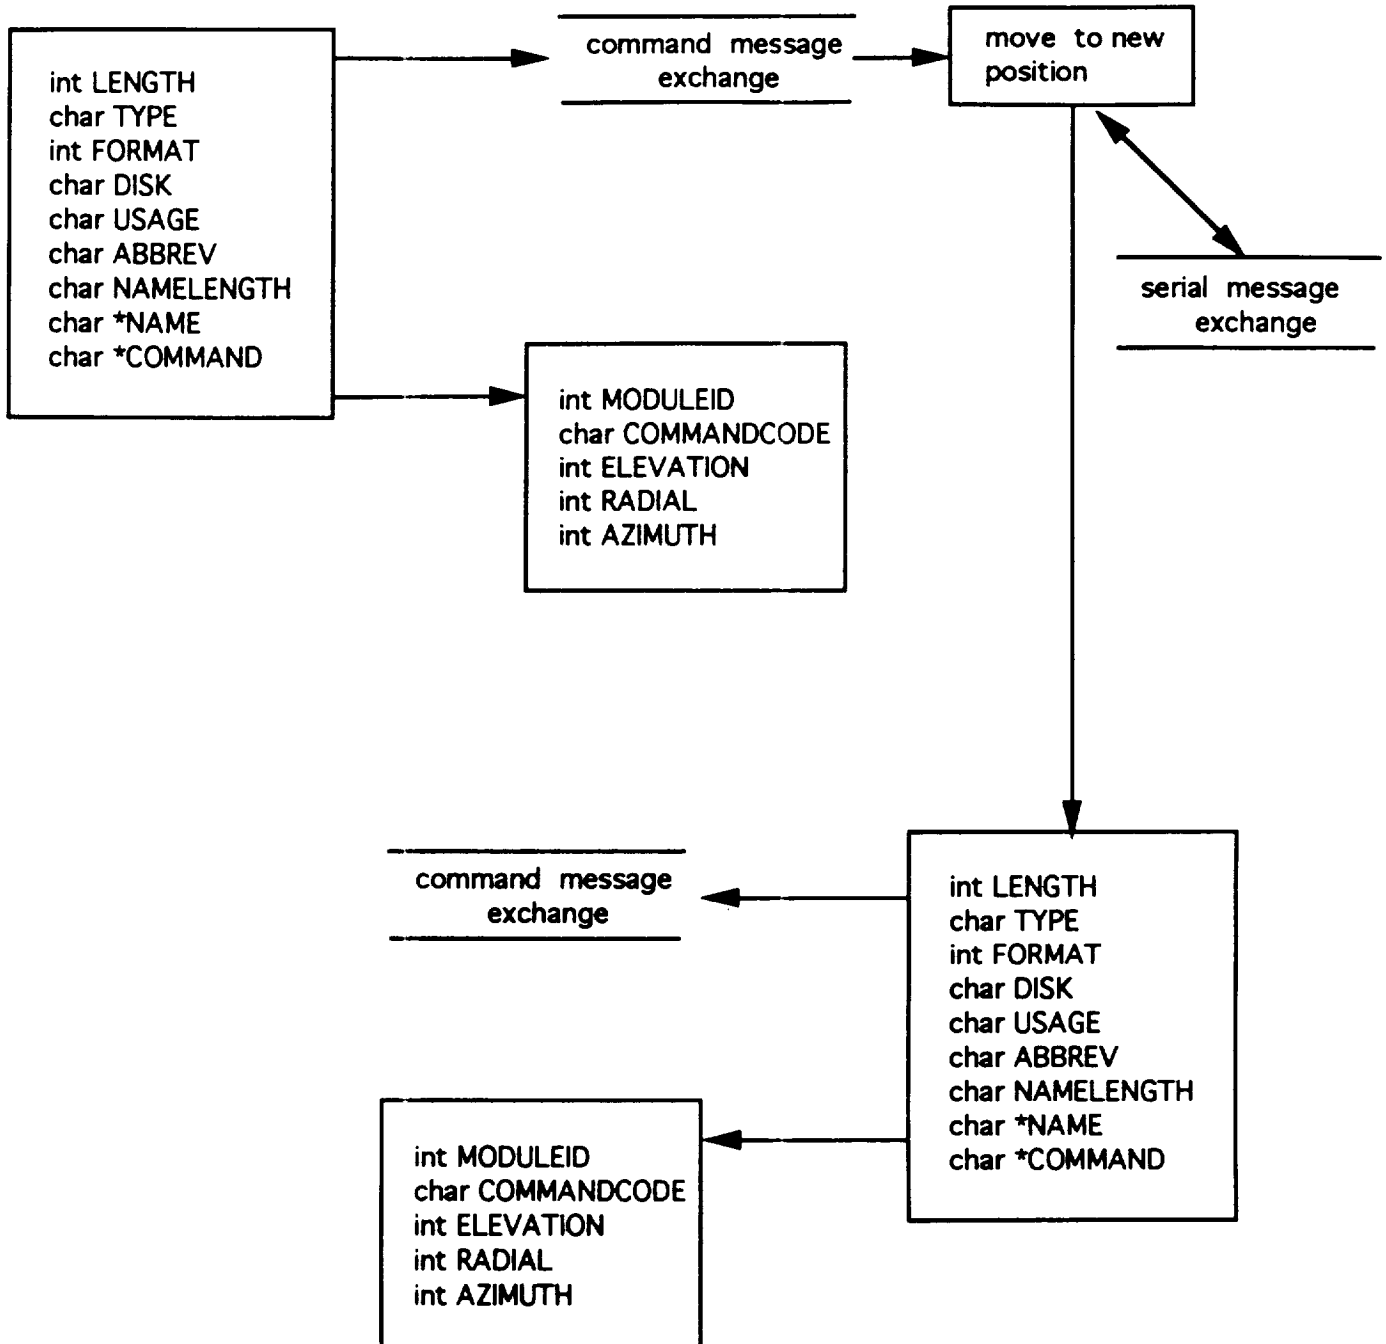 int LENGTH
char TYPE
int FORMAT
char DISK
char USAGE
char ABBREV
char NAMELENGTH
char *NAME
char *COMMAND
command message
exchange
move to new
position
serial message
exchange
int MODULEID
char COMMANDCODE
int ELEVATION
int RADIAL
int AZIMUTH
command message
exchange
int LENGTH
char TYPE
int FORMAT
char DISK
char USAGE
char ABBREV
char NAMELENGTH
char *NAME
char *COMMAND
int MODULEID
char COMMANDCODE
int ELEVATION
int RADIAL
int AZIMUTH